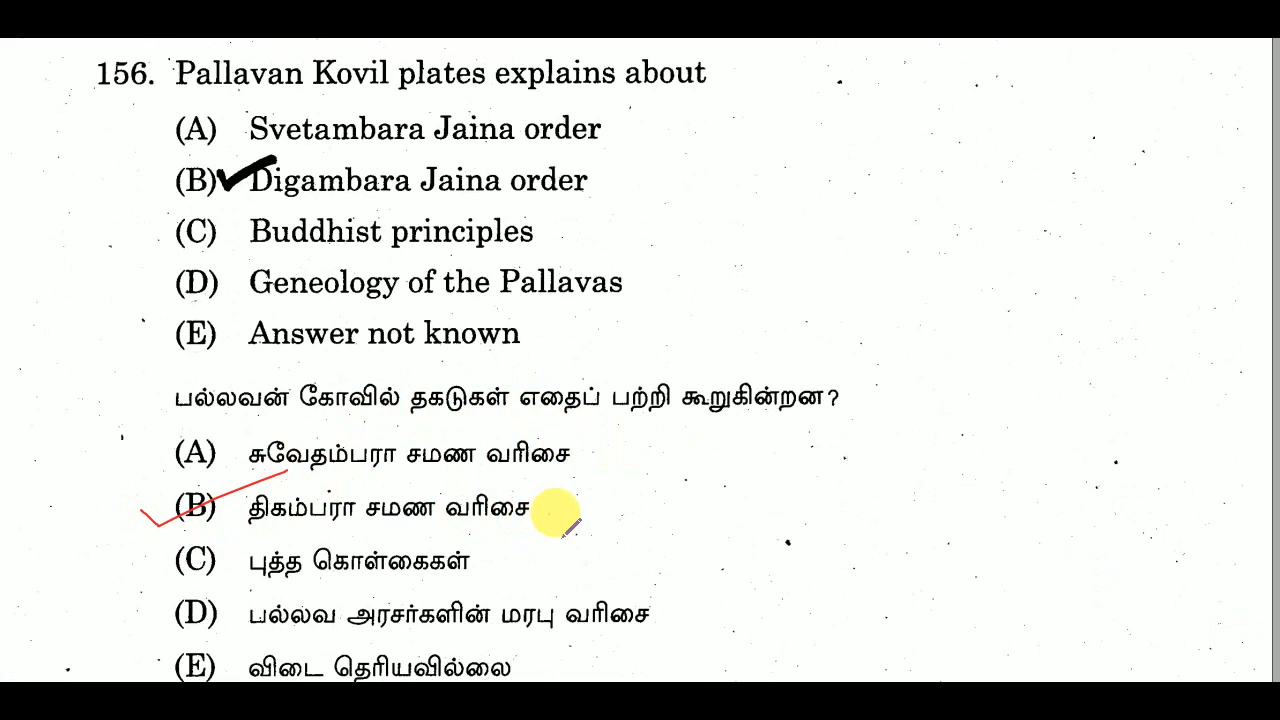 156. Pallavan Kovil plates explains about
(A) Svetambara Jaina order
(B) Digambara Jaina order
(C) Buddhist principles
(D) Geneology of the Pallavas
(E) Answer not known
பல்லவன் கோவில் தகடுகள் எதைப் பற்றி கூறுகின்றன?
(A) சுவேதம்பரா சமண வரிசை
(B) திகம்பரா சமண வரிசை
(C) புத்த கொள்கைகள்
(D) பல்லவ அரசர்களின் மரபு வரிசை
(E) விடை தெரியவில்லை